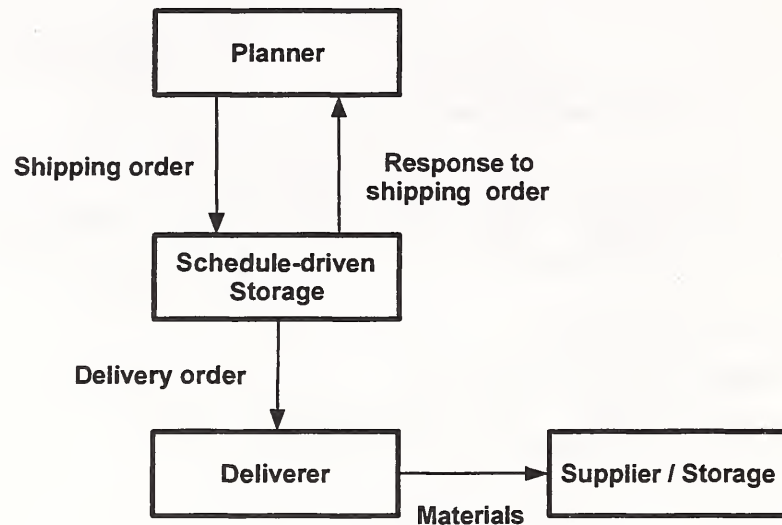 Planner
Shipping order
Response to
shipping order
Schedule-driven
Storage
Delivery order
Deliverer
Supplier / Storage
Materials